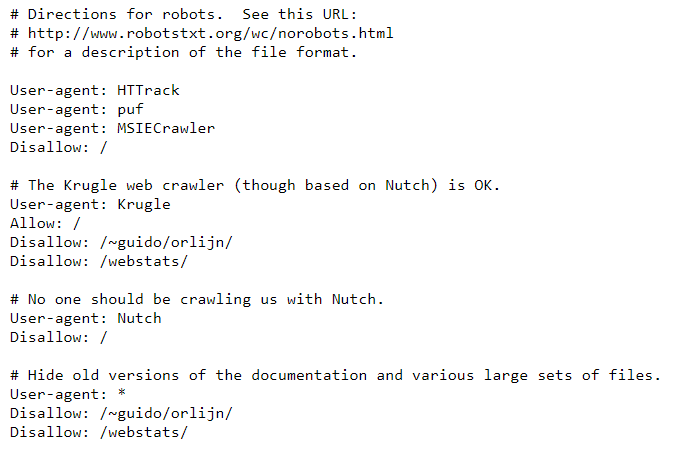 # Directions for robots.  See this URL:
# http://www.robotstxt.org/wc/norobots.html
# for a description of the file format.

User-agent: HTTrack
User-agent: puf
User-agent: MSIECrawler
Disallow: /

# The Krugle web crawler (though based on Nutch) is OK.
User-agent: Krugle
Allow: /
Disallow: /~guido/orlijn/
Disallow: /webstats/

# No one should be crawling us with Nutch.
User-agent: Nutch
Disallow: /

# Hide old versions of the documentation and various large sets of files.
User-agent: *
Disallow: /~guido/orlijn/
Disallow: /webstats/